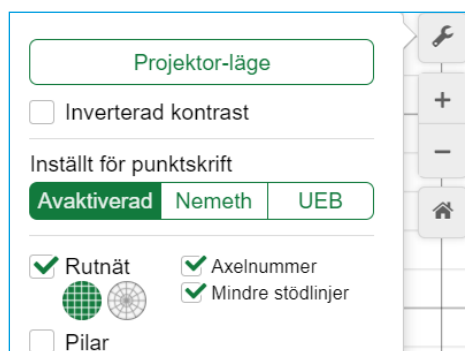 Projektor-läge
Inverterad kontrast
Inställt för punktskrift
Avaktiverad Nemeth UEB
Rutnät
Axelnummer
Mindre stödlinjer
Pilar